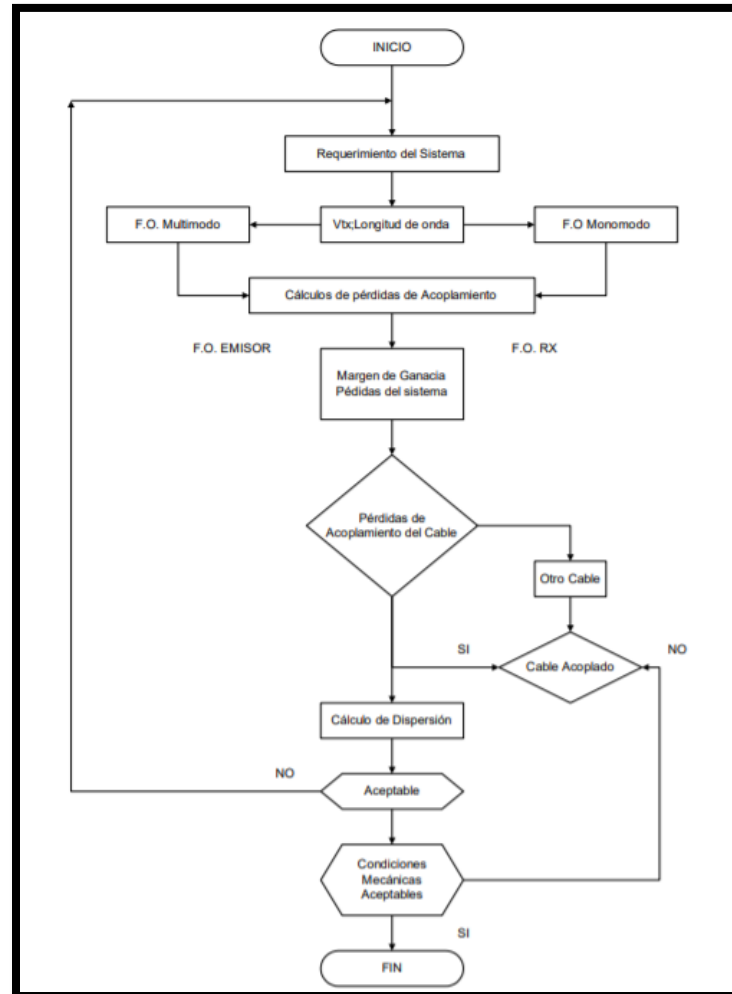 INICIO
Requerimiento del Sistema
F.O. Multimodo
Vtx;Longitud de onda
F.O Monomodo
Cálculos de pérdidas de Acoplamiento
F.O. EMISOR
F.O. RX
Margen de Ganacia
Pédidas del sistema
Pérdidas de
Acoplamiento del Cable
Otro Cable
SI
Cable Acoplado
NO
Cálculo de Dispersión
NO
Aceptable
Condiciones
Mecánicas
Aceptables
SI
FIN